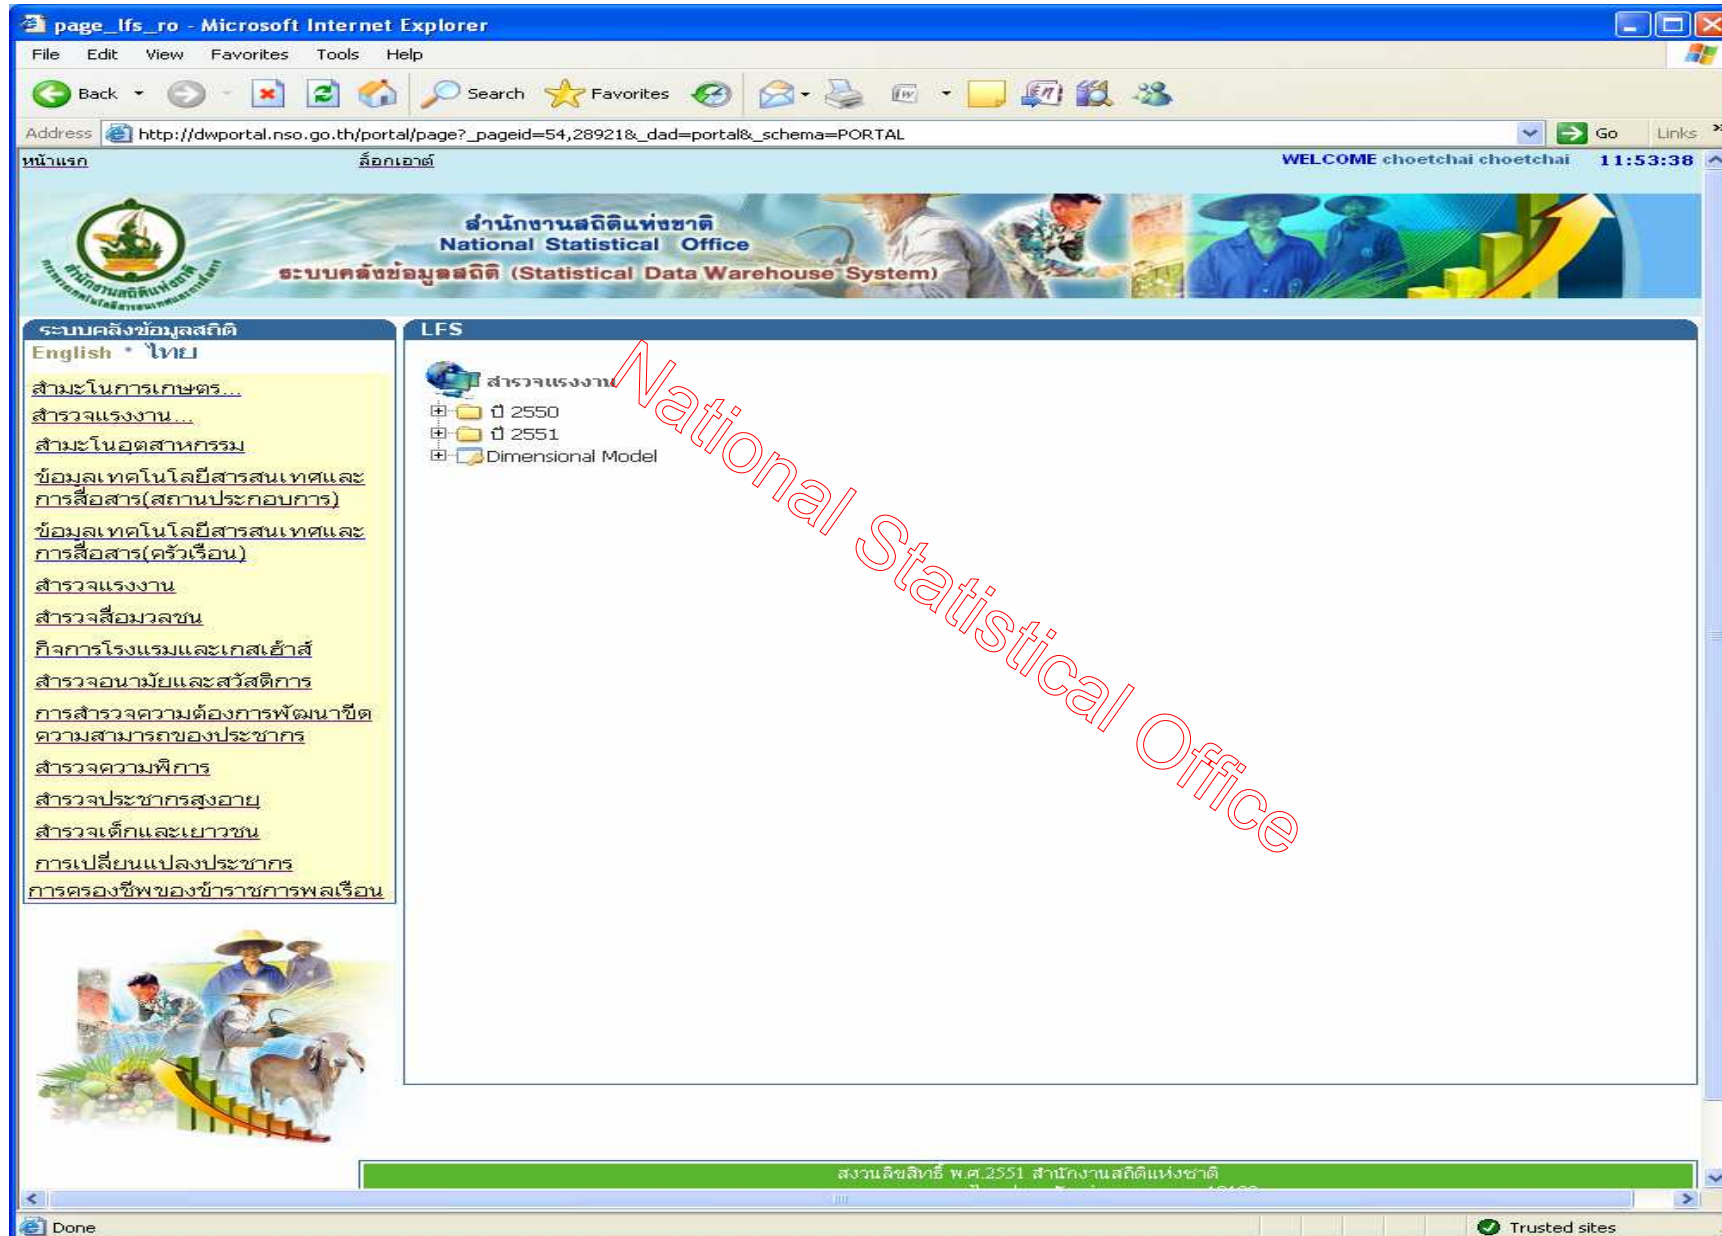 page_lfs_ro - Microsoft Internet Explorer
File Edit View Favorites Tools Help
Back Search Favorites
Address http://dwportal.nso.go.th/portal/page?_pageid=54,28921&_dad=portal&_schema=PORTAL Go Links
หน้าแรก ล็อกเอาต์ WELCOME choetchai choetchai 11:53:38
สำนักงานสถิติแห่งชาติ
National Statistical Office
ระบบคลังข้อมูลสถิติ (Statistical Data Warehouse System)
สำนักงานสถิติแห่งชาติ
ระบบคลังข้อมูลสถิติ
English * ไทย
สำมะโนการเกษตร...
สำรวจแรงงาน...
สำมะโนอุตสาหกรรม
ข้อมูลเทคโนโลยีสารสนเทศและ
การสื่อสาร(สถานประกอบการ)
ข้อมูลเทคโนโลยีสารสนเทศและ
การสื่อสาร(ครัวเรือน)
สำรวจแรงงาน
สำรวจสื่อมวลชน
กิจการโรงแรมและเกสเฮ้าส์
สำรวจอนามัยและสวัสดิการ
การสำรวจความต้องการพัฒนาขีด
ความสามารถของประชากร
สำรวจความพิการ
สำรวจประชากรสูงอายุ
สำรวจเด็กและเยาวชน
การเปลี่ยนแปลงประชากร
การครองชีพของข้าราชการพลเรือน
LFS
สำรวจแรงงาน
ปี 2550
ปี 2551
Dimensional Model
National Statistical Office
สงวนลิขสิทธิ์ พ.ศ.2551 สำนักงานสถิติแห่งชาติ
Done Trusted sites